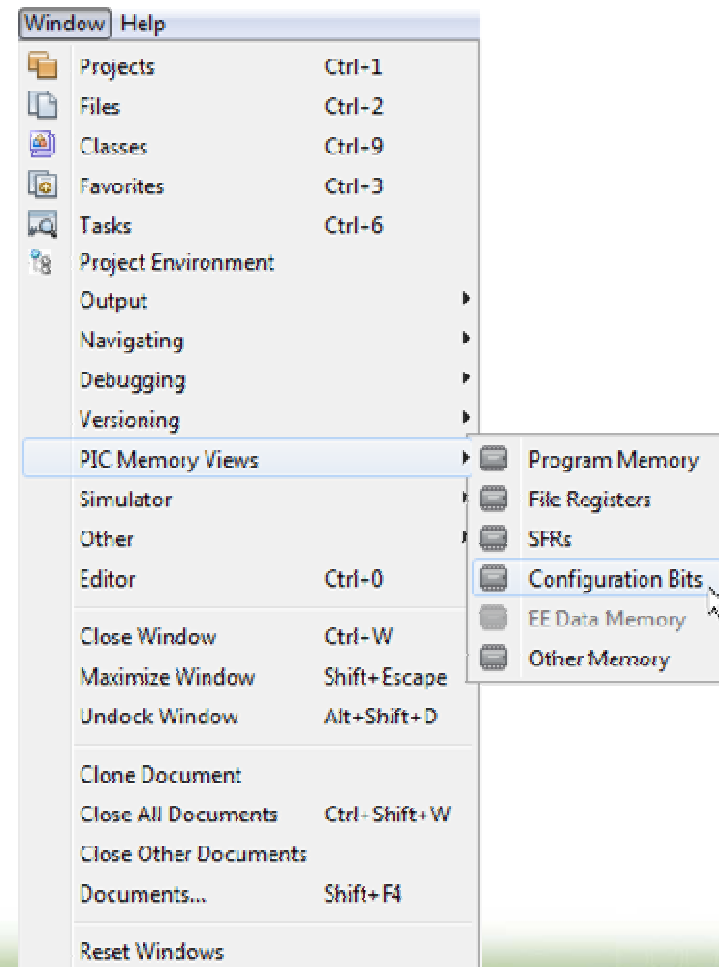 Window Help
Projects Ctrl+1
Files Ctrl+2
Classes Ctrl+9
Favorites Ctrl+3
Tasks Ctrl+6
Project Environment
Output
Navigating
Debugging
Versioning
PIC Memory Views
Simulator
Other
Editor Ctrl+0
Close Window Ctrl+W
Maximize Window Shift+Escape
Undock Window Alt+Shift+D
Clone Document
Close All Documents Ctrl+Shift+W
Close Other Documents
Documents... Shift+F4
Reset Windows
Program Memory
File Registers
SFRs
Configuration Bits
EE Data Memory
Other Memory